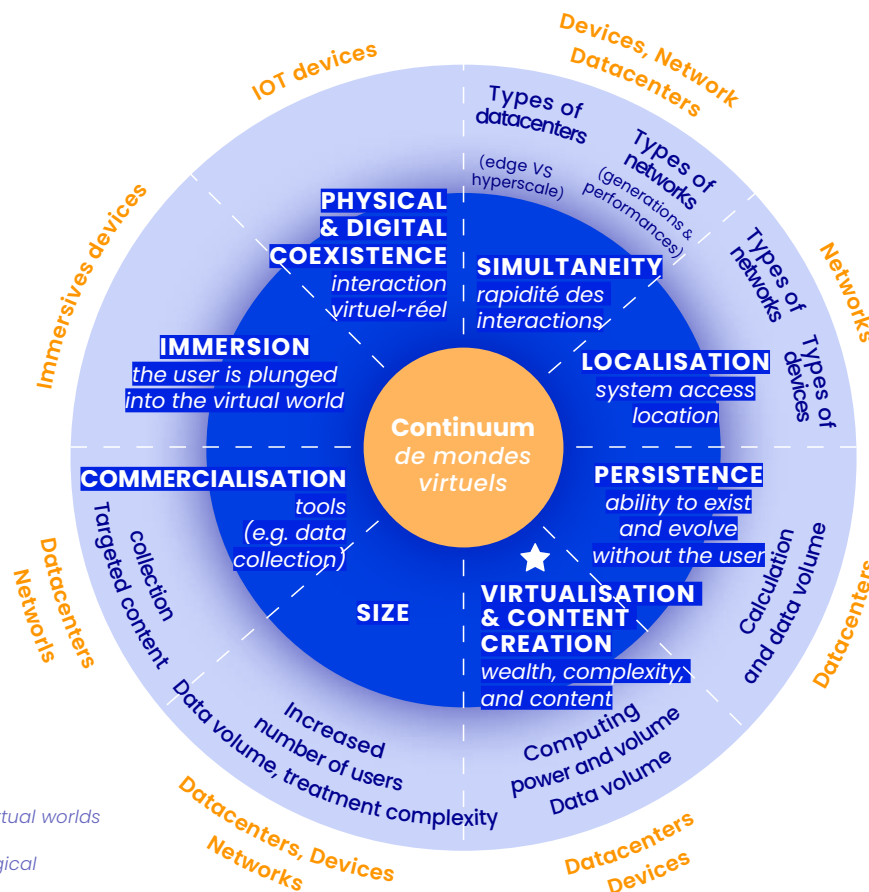 IOT devices
Devices, Network
Datacenters
Types of
datacenters
(edge VS
hyperscale)
Types of
networks
(generations &
performances)
Immersives devices
Networks
Types of
networks
Types of
devices
PHYSICAL
& DIGITAL
COEXISTENCE
interaction
virtuel~réel
SIMULTANEITY
rapidité des
interactions
IMMERSION
the user is plunged
into the virtual world
LOCALISATION
system access
location
Continuum
de mondes
virtuels
COMMERCIALISATION
tools
(e.g. data
collection)
PERSISTENCE
ability to exist
and evolve
without the user
collection
Targeted content
Datacenters
Networls
Calculation
and data volume
Datacenters
SIZE
VIRTUALISATION
& CONTENT
CREATION
wealth, complexity,
and content
Increased
number of users
Data volume, treatment complexity
Computing
power and volume
Data volume
Datacenters, Devices
Networks
Datacenters
Devices
rtual worlds
gical